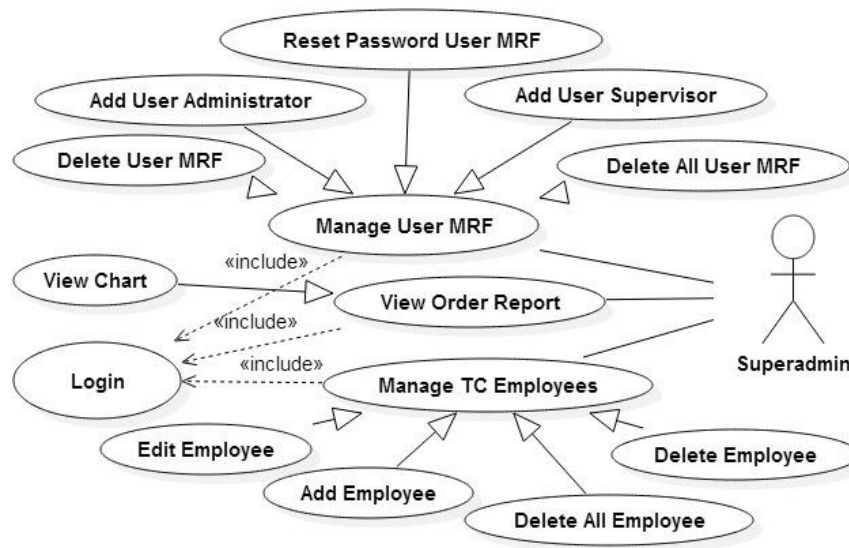 Reset Password User MRF
Add User Administrator
Add User Supervisor
Delete User MRF
Delete All User MRF
Manage User MRF
«include»
View Chart
View Order Report
«include»
Superadmin
«include»
Login
Manage TC Employees
Edit Employee
Delete Employee
Add Employee
Delete All Employee